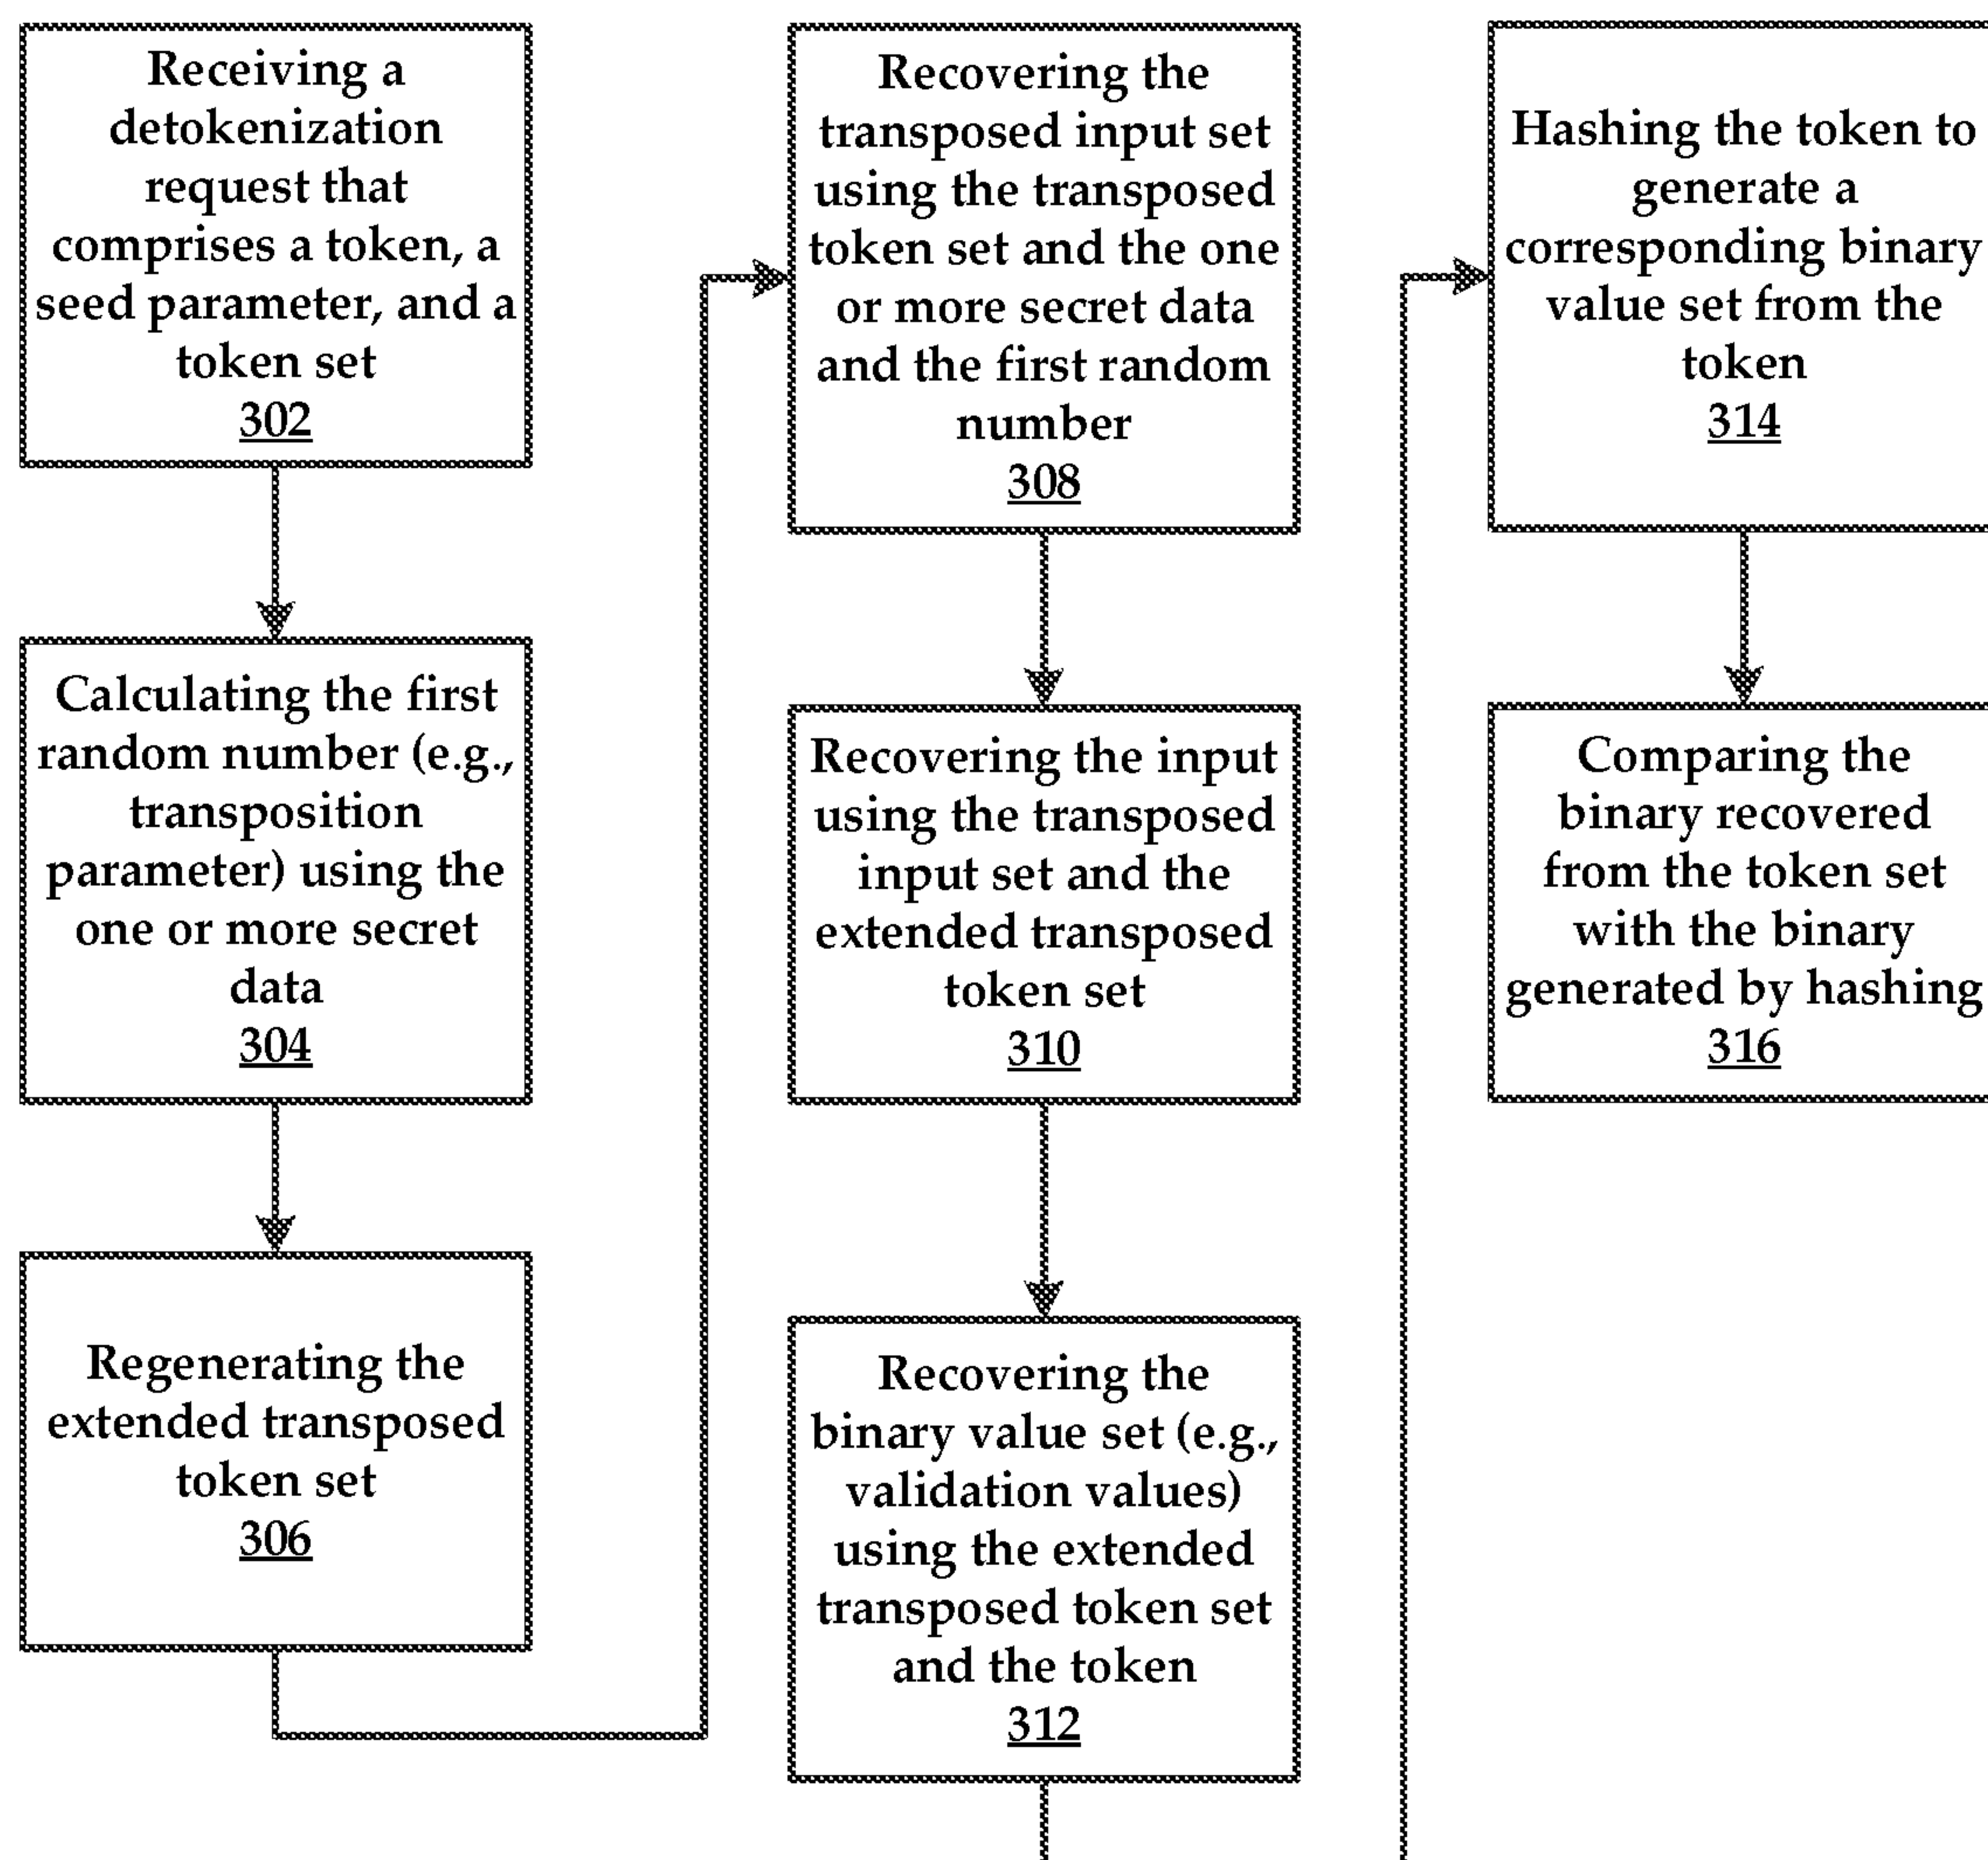 Receiving a
detokenization
request that
comprises a token, a
seed parameter, and a
token set
302
Calculating the first
random number (e.g.,
transposition
parameter) using the
one or more secret
data
304
Regenerating the
extended transposed
token set
306
Recovering the
transposed input set
using the transposed
token set and the one
or more secret data
and the first random
number
308
Recovering the input
using the transposed
input set and the
extended transposed
token set
310
Recovering the
binary value set (e.g.,
validation values)
using the extended
transposed token set
and the token
312
Hashing the token to
generate a
corresponding binary
value set from the
token
314
Comparing the
binary recovered
from the token set
with the binary
generated by hashing
316